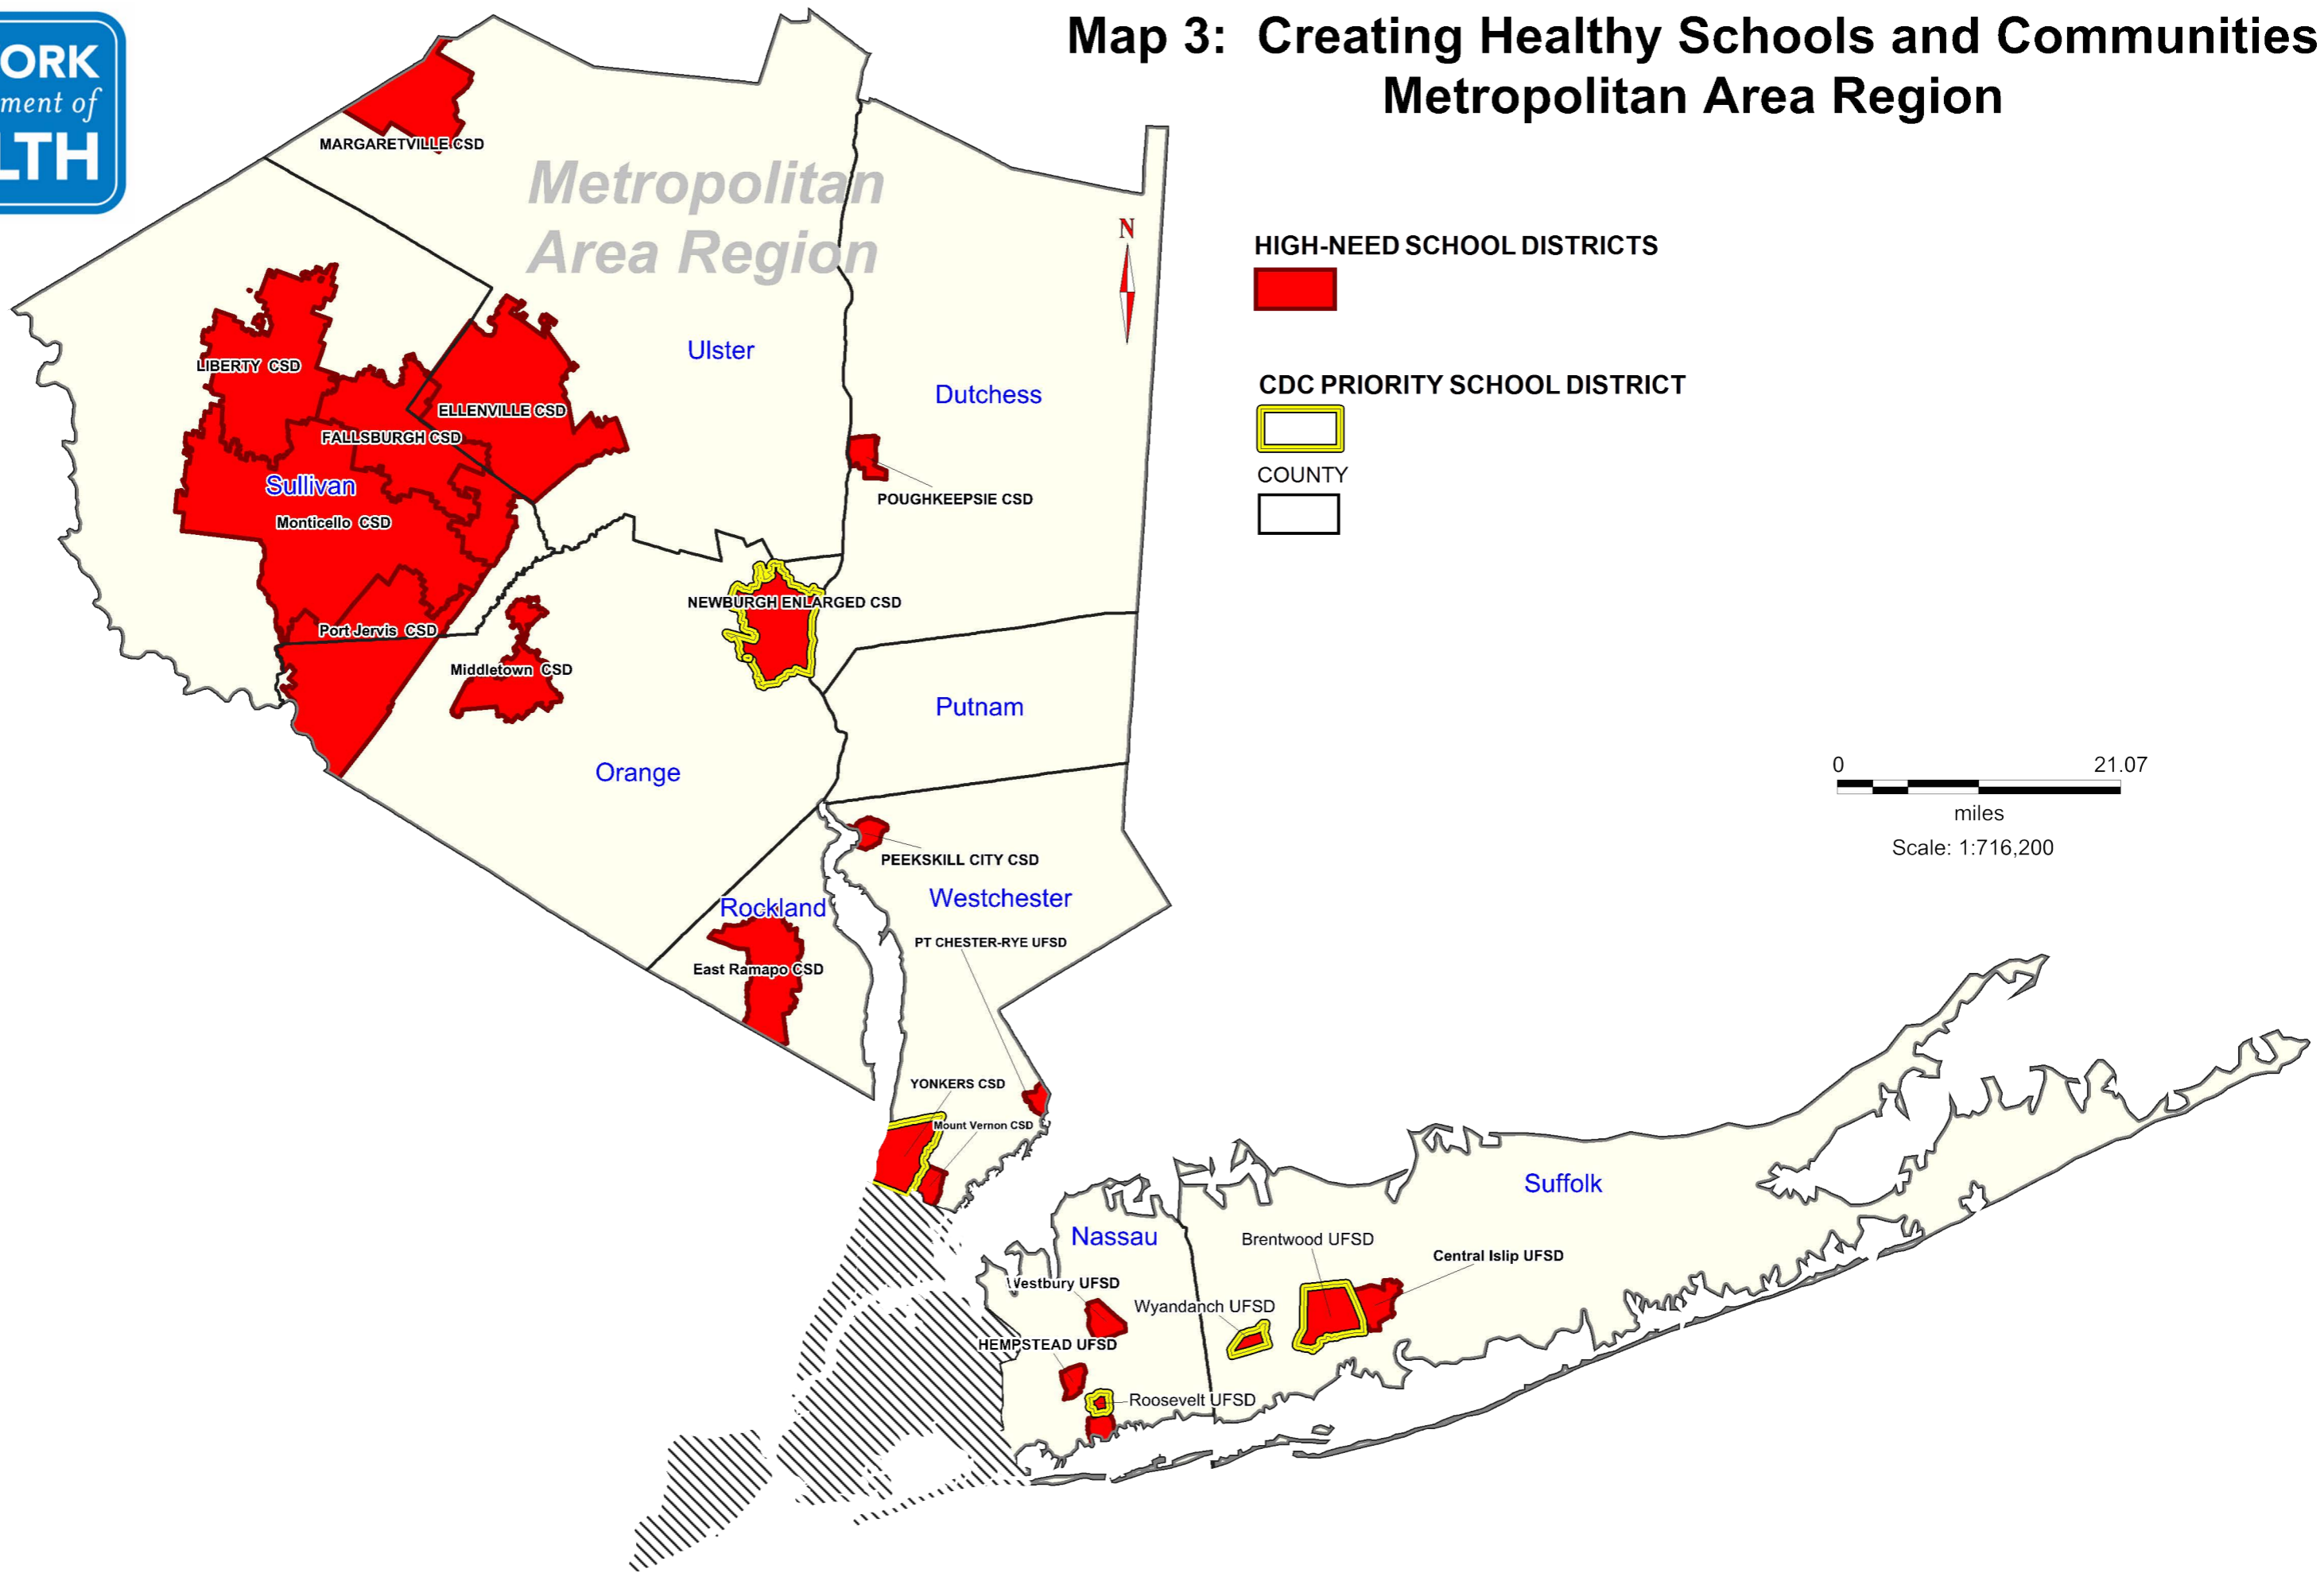 ORK
ment of
LTH
Map 3: Creating Healthy Schools and Communities
Metropolitan Area Region
MARGARETVILLE CSD
Metropolitan
Area Region
N
HIGH-NEED SCHOOL DISTRICTS
CDC PRIORITY SCHOOL DISTRICT
COUNTY
Ulster
Dutchess
LIBERTY CSD
ELLENVILLE CSD
FALLSBURGH CSD
Sullivan
Monticello CSD
POUGHKEEPSIE CSD
NEWBURGH ENLARGED CSD
Port Jervis CSD
Middletown CSD
Putnam
Orange
0 21.07
miles
Scale: 1:716,200
PEEKSKILL CITY CSD
Westchester
Rockland
PT CHESTER-RYE UFSD
East Ramapo CSD
YONKERS CSD
Mount Vernon CSD
Suffolk
Nassau
Brentwood UFSD
Central Islip UFSD
Westbury UFSD
Wyandanch UFSD
HEMPSTEAD UFSD
Roosevelt UFSD